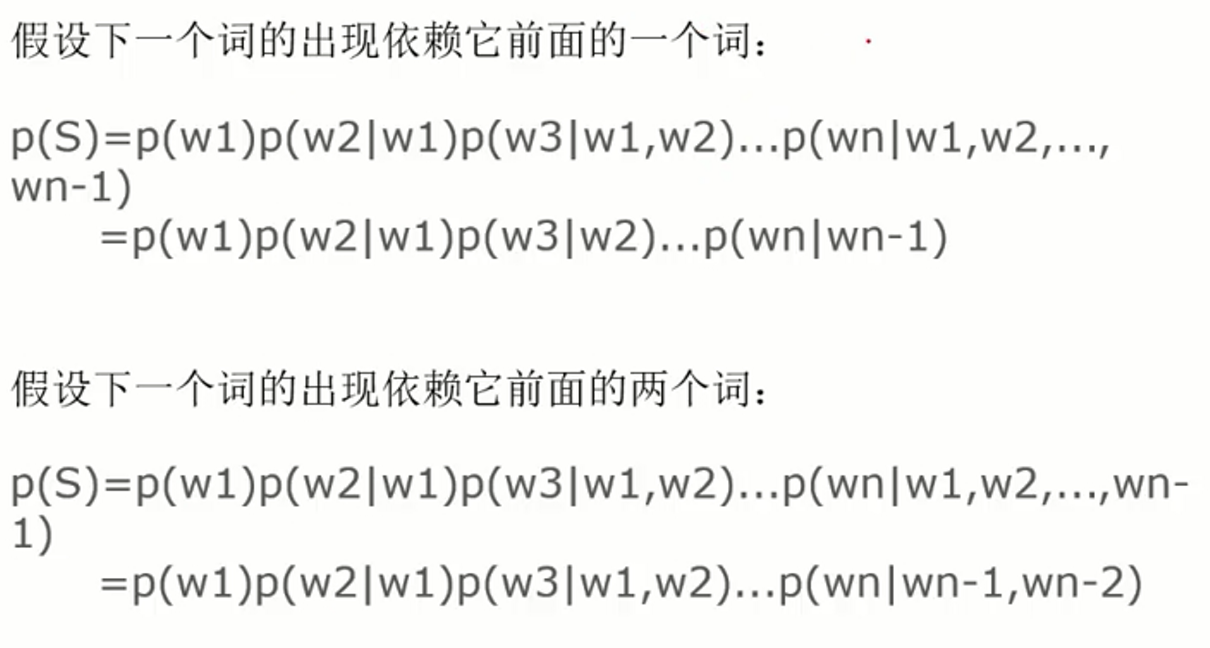 假设下一个词的出现依赖它前面的一个词：
p(S)=p(w1)p(w2|w1)p(w3|w1,w2)...p(wn|w1,w2,...,
wn-1)
=p(w1)p(w2|w1)p(w3|w2)...p(wn|wn-1)
假设下一个词的出现依赖它前面的两个词：
p(S)=p(w1)p(w2|w1)p(w3|w1,w2)...p(wn|w1,w2,...,wn-
1)
=p(w1)p(w2|w1)p(w3|w1,w2)...p(wn|wn-1,wn-2)